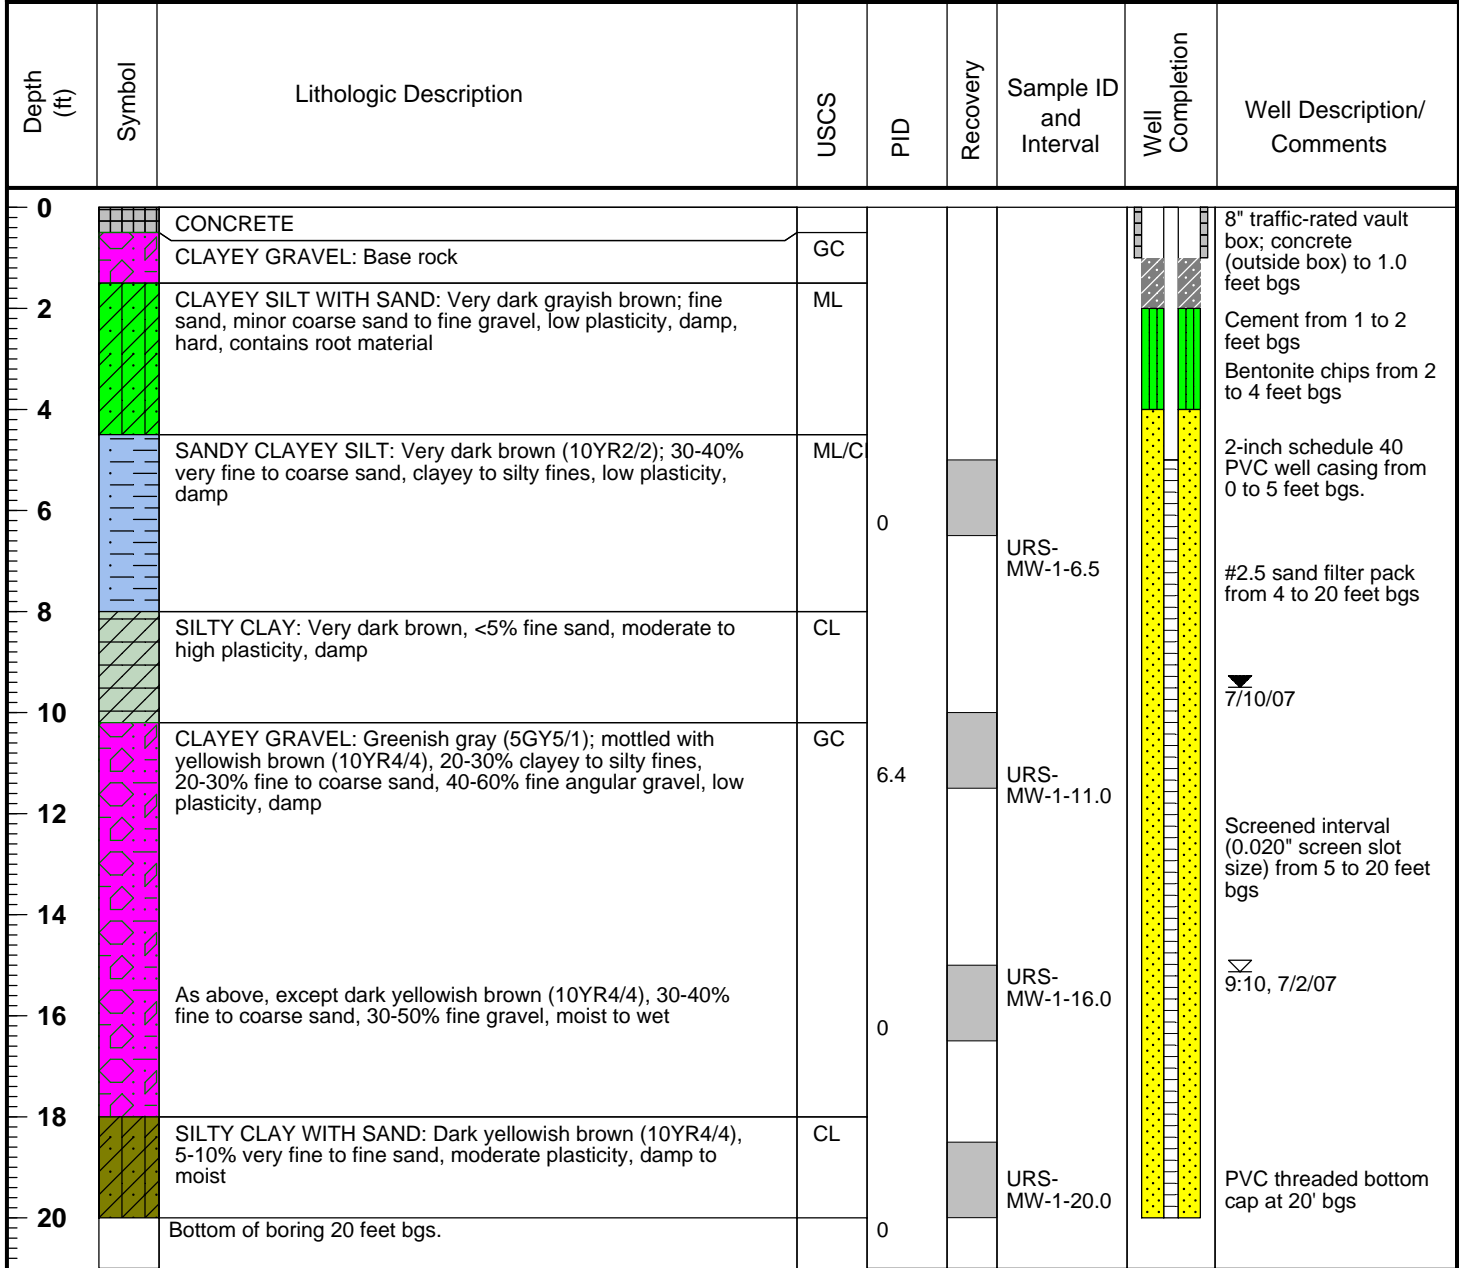 Depth
(ft)
Symbol
Lithologic Description
USCS
PID
Recovery
Sample ID
and
Interval
Well
Completion
Well Description/
Comments
0
2
4
6
8
10
12
14
16
18
20
CONCRETE
CLAYEY GRAVEL: Base rock
GC
CLAYEY SILT WITH SAND: Very dark grayish brown; fine
sand, minor coarse sand to fine gravel, low plasticity, damp,
hard, contains root material
ML
SANDY CLAYEY SILT: Very dark brown (10YR2/2); 30-40%
very fine to coarse sand, clayey to silty fines, low plasticity,
damp
ML/C
SILTY CLAY: Very dark brown, <5% fine sand, moderate to
high plasticity, damp
CL
CLAYEY GRAVEL: Greenish gray (5GY5/1); mottled with
yellowish brown (10YR4/4), 20-30% clayey to silty fines,
20-30% fine to coarse sand, 40-60% fine angular gravel, low
plasticity, damp
GC
As above, except dark yellowish brown (10YR4/4), 30-40%
fine to coarse sand, 30-50% fine gravel, moist to wet
SILTY CLAY WITH SAND: Dark yellowish brown (10YR4/4),
5-10% very fine to fine sand, moderate plasticity, damp to
moist
CL
Bottom of boring 20 feet bgs.
0
6.4
0
0
URS-
MW-1-6.5
URS-
MW-1-11.0
URS-
MW-1-16.0
URS-
MW-1-20.0
8" traffic-rated vault
box; concrete
(outside box) to 1.0
feet bgs
Cement from 1 to 2
feet bgs
Bentonite chips from 2
to 4 feet bgs
2-inch schedule 40
PVC well casing from
0 to 5 feet bgs.
#2.5 sand filter pack
from 4 to 20 feet bgs
7/10/07
Screened interval
(0.020" screen slot
size) from 5 to 20 feet
bgs
9:10, 7/2/07
PVC threaded bottom
cap at 20' bgs